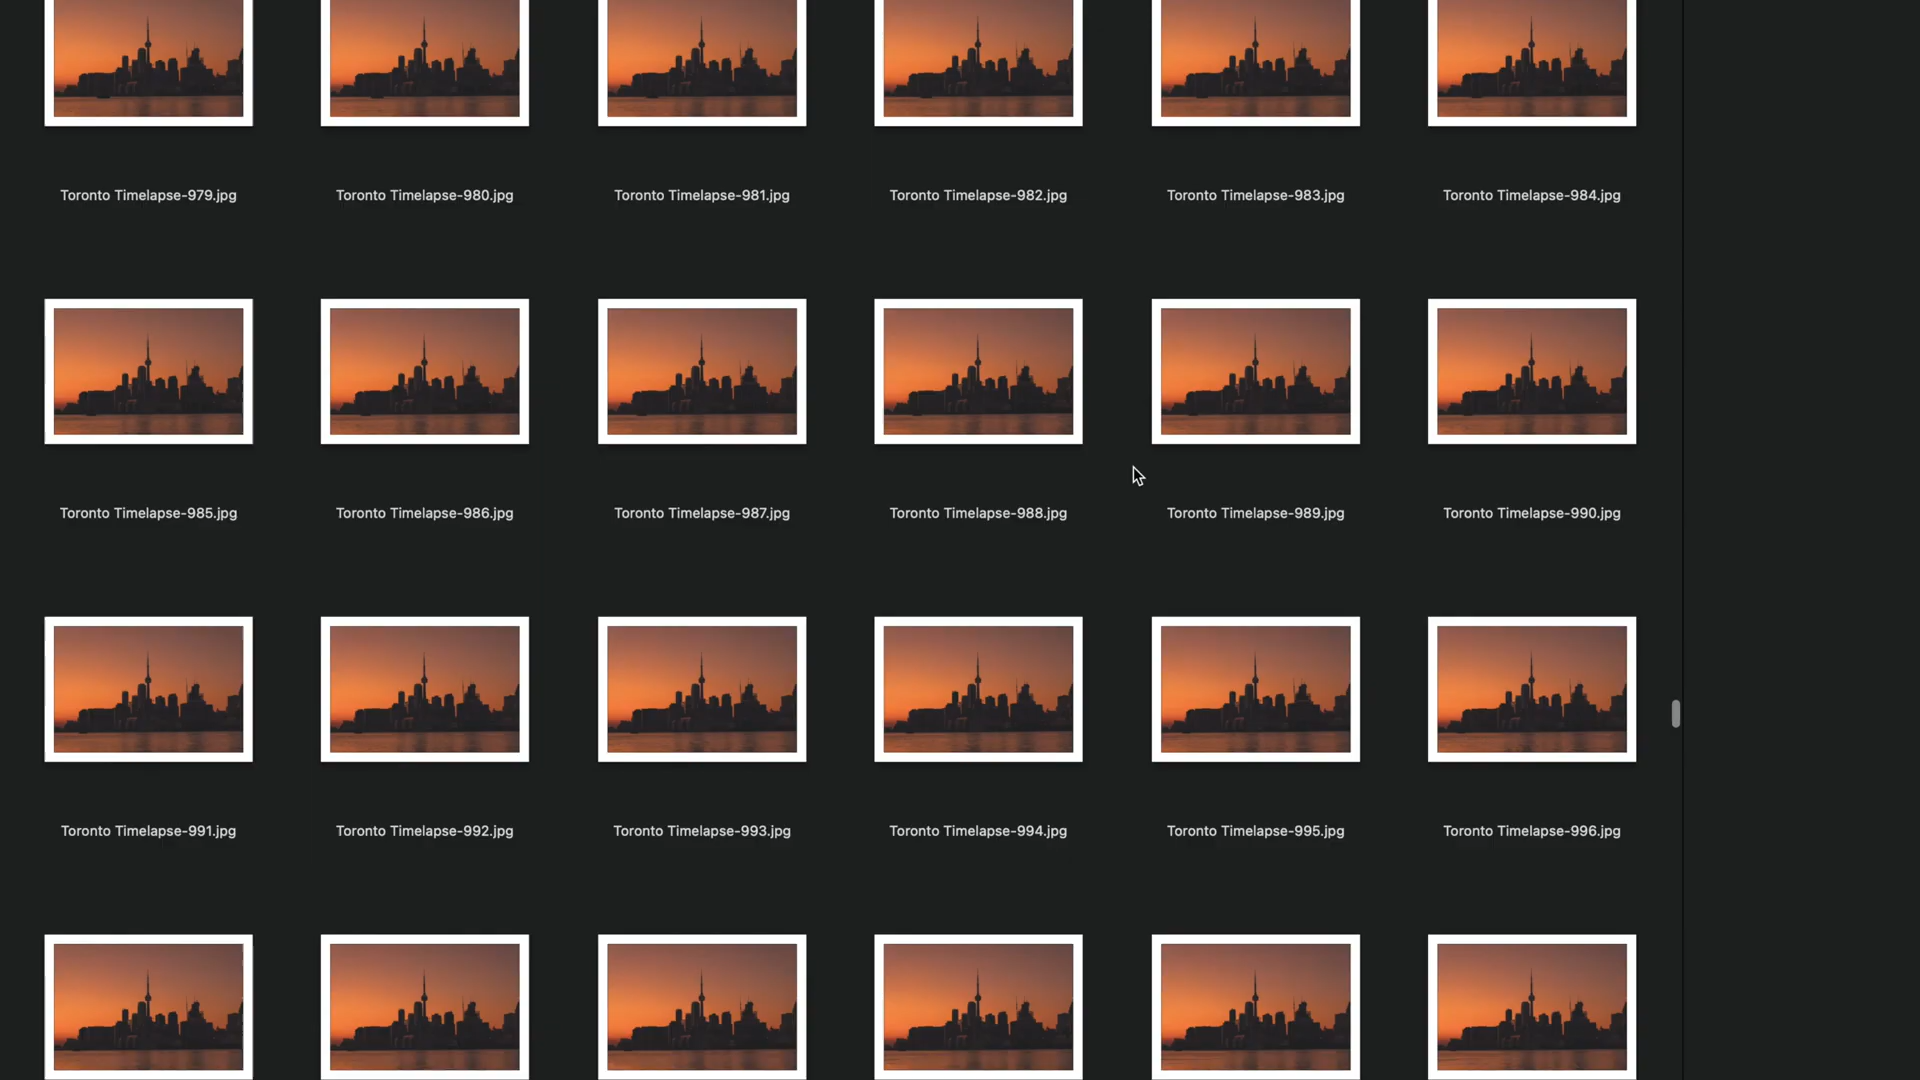 Toronto Timelapse-979.jpg
Toronto Timelapse-980.jpg
Toronto Timelapse-981.jpg
Toronto Timelapse-982.jpg
Toronto Timelapse-983.jpg
Toronto Timelapse-984.jpg
Toronto Timelapse-985.jpg
Toronto Timelapse-986.jpg
Toronto Timelapse-987.jpg
Toronto Timelapse-988.jpg
Toronto Timelapse-989.jpg
Toronto Timelapse-990.jpg
Toronto Timelapse-991.jpg
Toronto Timelapse-992.jpg
Toronto Timelapse-993.jpg
Toronto Timelapse-994.jpg
Toronto Timelapse-995.jpg
Toronto Timelapse-996.jpg